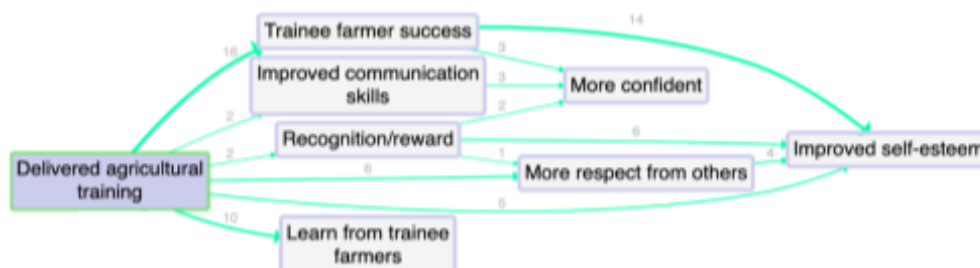 14
Trainee farmer success
16
3
Improved communication
skills
3
More confident
2
2
Recognition/reward
6
Improved self-esteem
2
1
4
Delivered agricultural
training
6
More respect from others
5
10
Learn from trainee
farmers